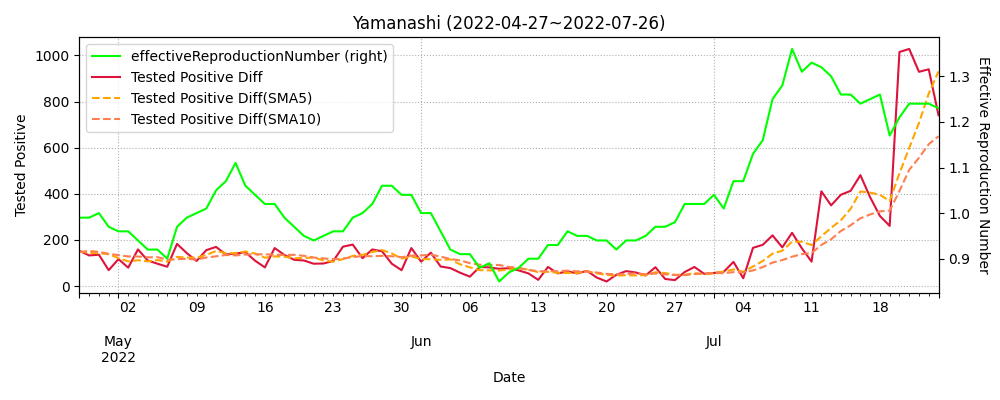 Yamanashi (2022-04-27~2022-07-26)
effectiveReproductionNumber (right)
Tested Positive Diff
Tested Positive Diff(SMA5)
Tested Positive Diff(SMA10)
Tested Positive
1000
800
600
400
200
0
Effective Reproduction Number
1.3
1.2
1.1
1.0
0.9
02 09 16 23 30 06 13 20 27 04 11 18
May Jun Jul
2022
Date